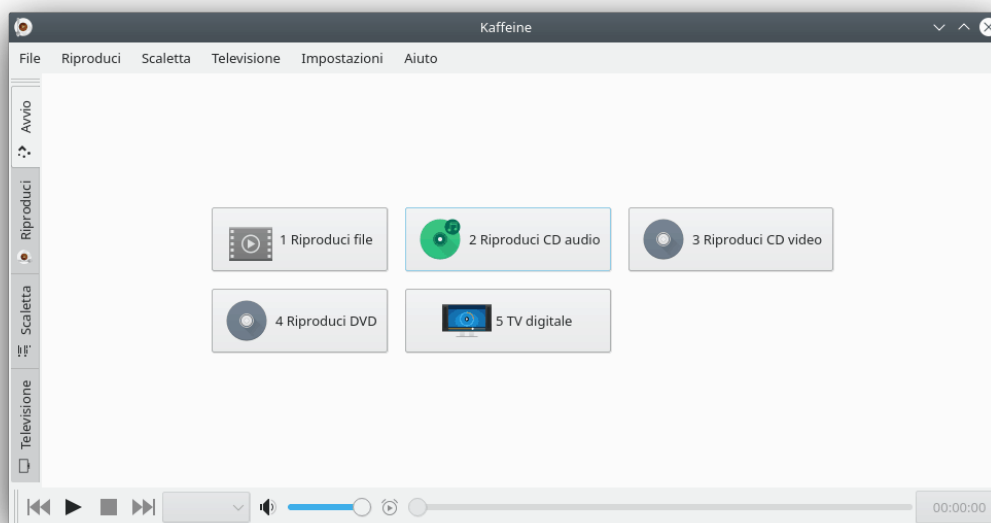 Kaffeine
File Riproduci Scaletta Televisione Impostazioni Aiuto
Avvio
Riproduci
Scaletta
Televisione
1 Riproduci file 2 Riproduci CD audio 3 Riproduci CD video
4 Riproduci DVD 5 TV digitale
00:00:00